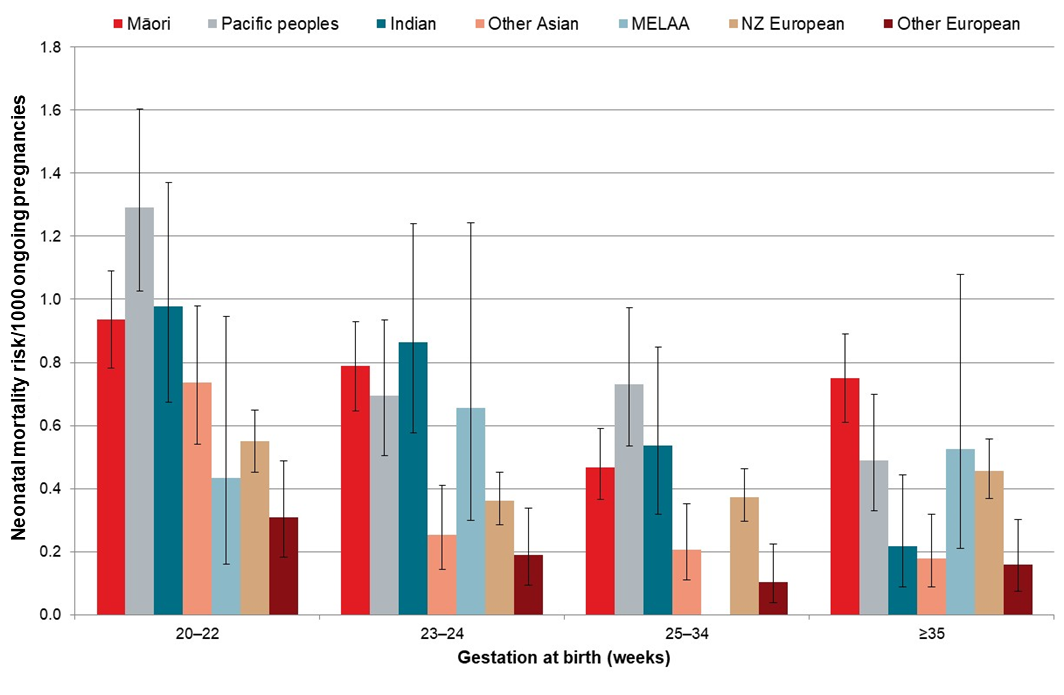 Māori Pacific peoples Indian Other Asian MELAA NZ European Other European
Neonatal mortality risk/1000 ongoing pregnancies
1.8
1.6
1.4
1.2
1.0
0.8
0.6
0.4
0.2
0.0
20–22 23–24 25–34 ≥35
Gestation at birth (weeks)